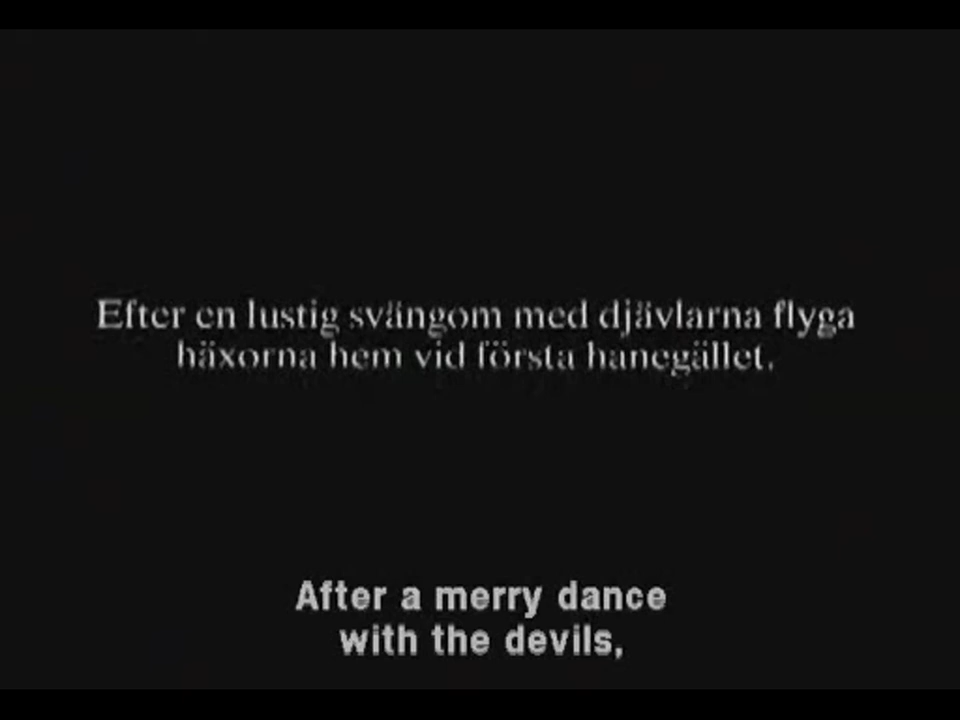 Efter en lustig svängom med djävlarna flyga
häxorna hem vid första hanegället.
After a merry dance
with the devils,